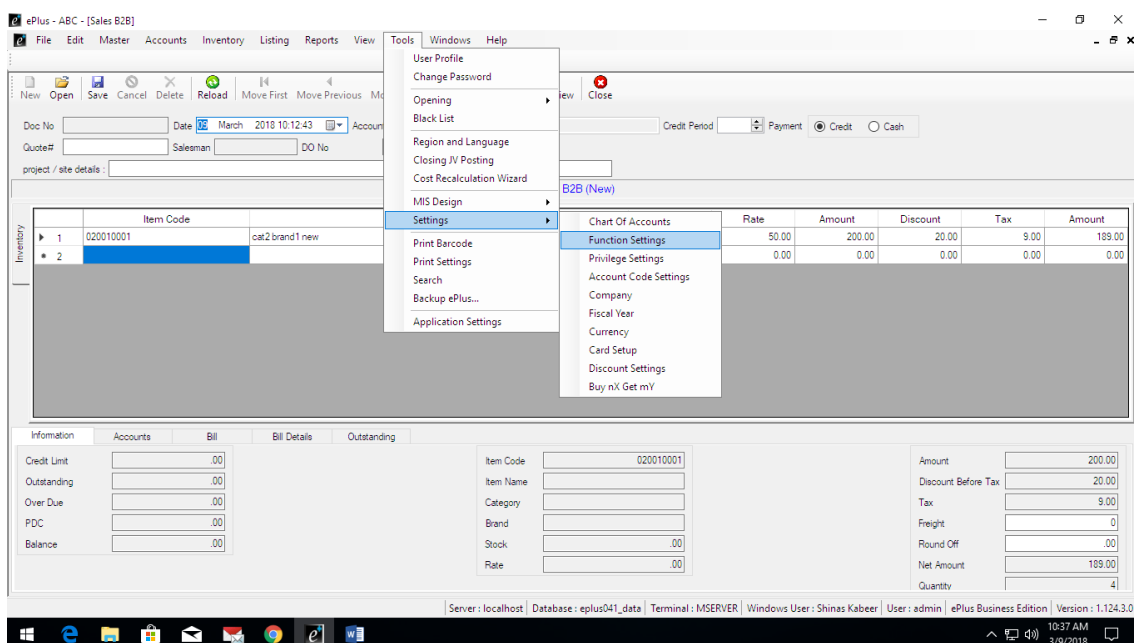 ePlus - ABC - [Sales B2B]
File Edit Master Accounts Inventory Listing Reports View Tools Windows Help
New Open Save Cancel Delete Reload Move First Move Previous Close
User Profile
Change Password
Opening
Black List
Region and Language
Closing JV Posting
Cost Recalculation Wizard
MIS Design
Settings
Print Barcode
Print Settings
Search
Backup ePlus...
Application Settings
Chart Of Accounts
Function Settings
Privilege Settings
Account Code Settings
Company
Fiscal Year
Currency
Card Setup
Discount Settings
Buy nX Get mY
Doc No Date 09 March 2018 10:12:43 Credit Period Payment Credit Cash
Quote# Salesman DO No
project / site details :
B2B (New)
Inventory
Item Code Rate Amount Discount Tax Amount
1 020010001 cat2 brand1 new 50.00 200.00 20.00 9.00 189.00
2 0.00 0.00 0.00 0.00 0.00
Information Accounts Bill Bill Details Outstanding
Credit Limit .00
Outstanding .00
Over Due .00
PDC .00
Balance .00
Item Code 020010001
Item Name
Category
Brand
Stock .00
Rate .00
Amount 200.00
Discount Before Tax 20.00
Tax 9.00
Freight 0
Round Off .00
Net Amount 189.00
Quantity 4
Server : localhost Database : eplus041_data Terminal : MSERVER Windows User : Shinas Kabeer User : admin ePlus Business Edition Version : 1.124.3.0
10:37 AM
3/9/2018